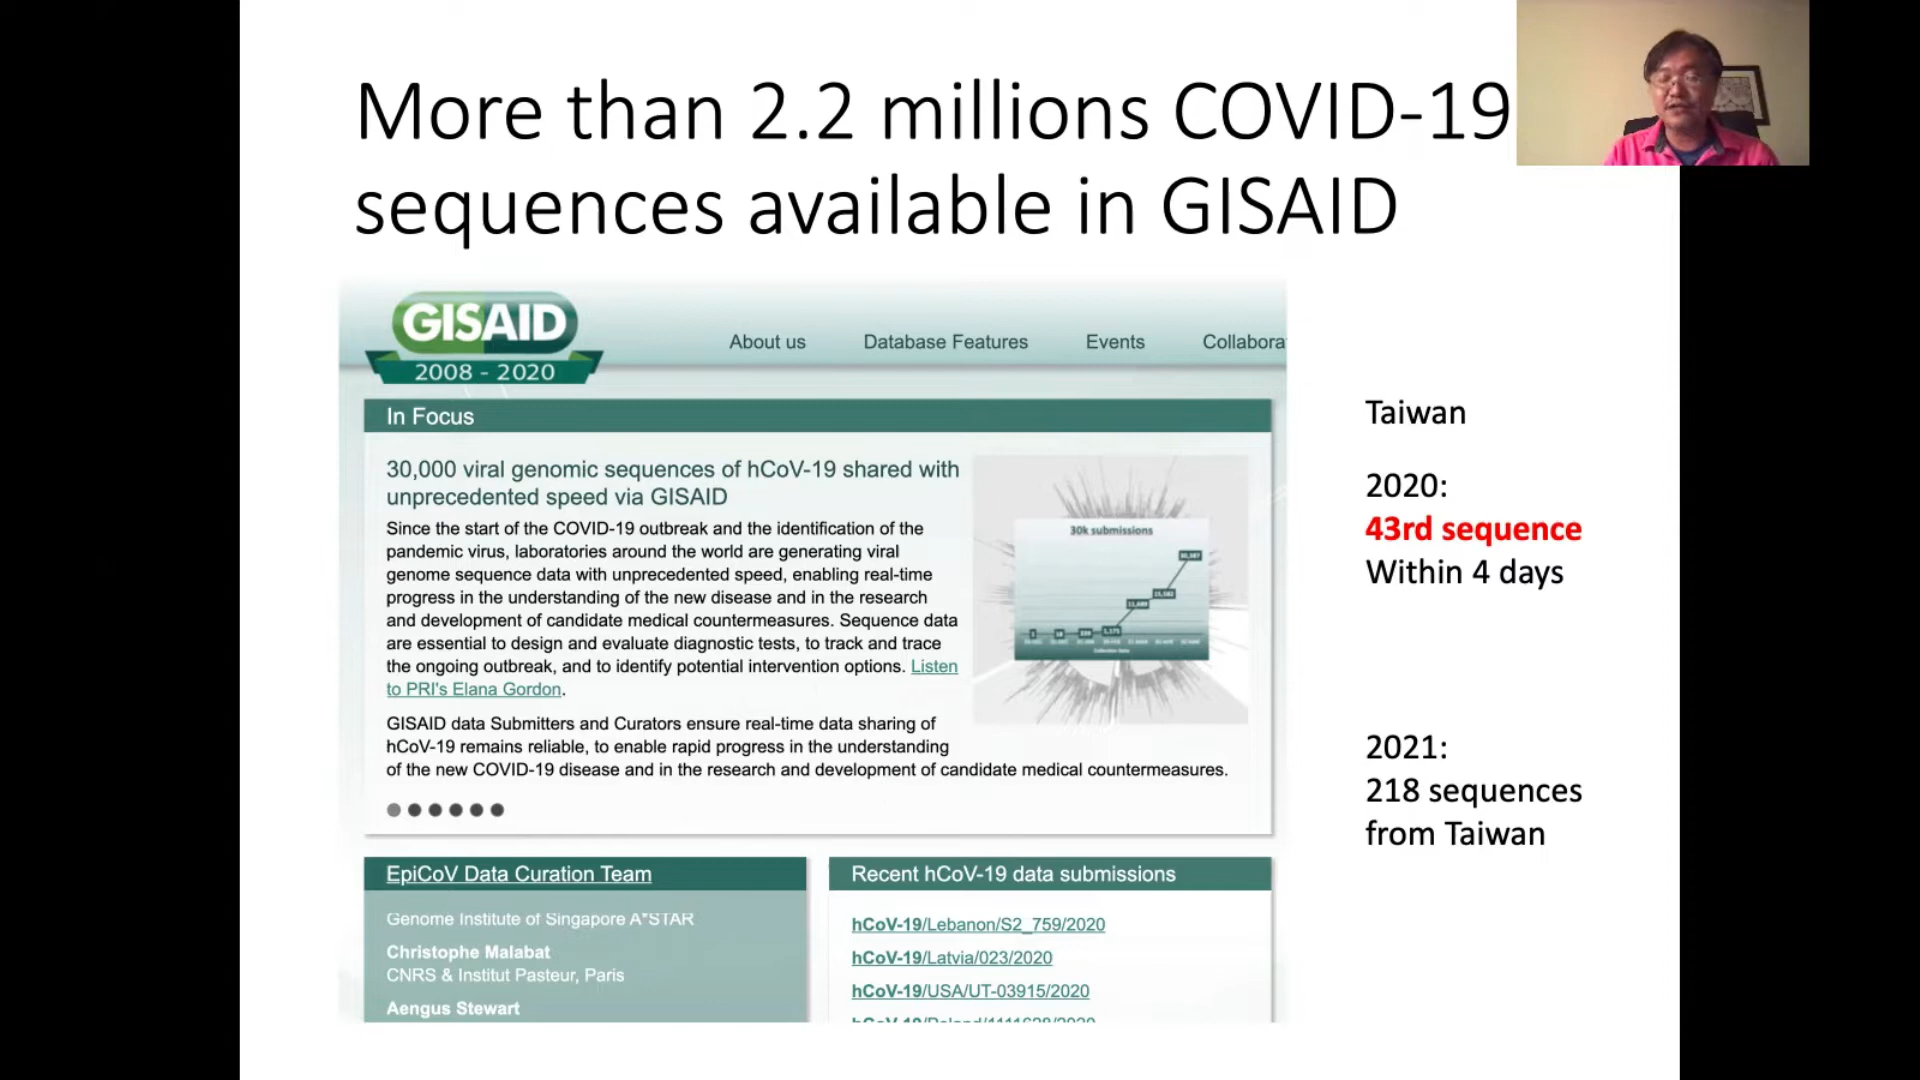 More than 2.2 millions COVID-19
sequences available in GISAID
GISAID
2008 - 2020
About us
Database Features
Events
Collabora
In Focus
30,000 viral genomic sequences of hCoV-19 shared with
unprecedented speed via GISAID
Since the start of the COVID-19 outbreak and the identification of the
pandemic virus, laboratories around the world are generating viral
genome sequence data with unprecedented speed, enabling real-time
progress in the understanding of the new disease and in the research
and development of candidate medical countermeasures. Sequence data
are essential to design and evaluate diagnostic tests, to track and trace
the ongoing outbreak, and to identify potential intervention options. Listen
to PRI's Elana Gordon.
GISAID data Submitters and Curators ensure real-time data sharing of
hCoV-19 remains reliable, to enable rapid progress in the understanding
of the new COVID-19 disease and in the research and development of candidate medical countermeasures.
30k submissions
EpiCoV Data Curation Team
Genome Institute of Singapore A*STAR
Christophe Malabat
CNRS & Institut Pasteur, Paris
Aengus Stewart
Recent hCoV-19 data submissions
hCoV-19/Lebanon/S2_759/2020
hCoV-19/Latvia/023/2020
hCoV-19/USA/UT-03915/2020
Taiwan
2020:
43rd sequence
Within 4 days
2021:
218 sequences
from Taiwan